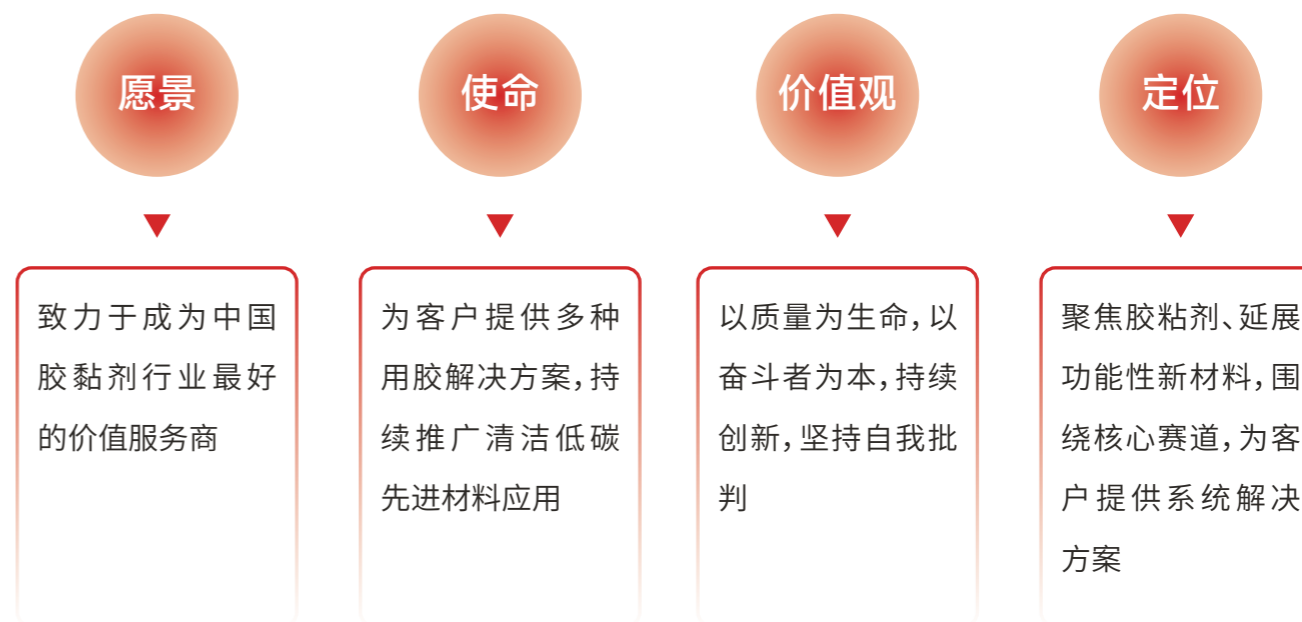 愿景
致力于成为中国
胶黏剂行业最好
的价值服务商
使命
为客户提供多种
用胶解决方案,持
续推广清洁低碳
先进材料应用
价值观
以质量为生命,以
奋斗者为本,持续
创新,坚持自我批
判
定位
聚焦胶粘剂、延展
功能性新材料,围
绕核心赛道,为客
户提供系统解决
方案